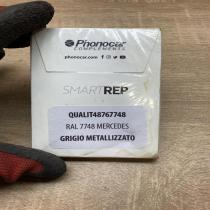 Phonocar
COMPLEMENTS
phonocar.com
SMARTREP
QUALIT48767748
RAL 7748 MERCEDES
GRIGIO METALLIZZATO